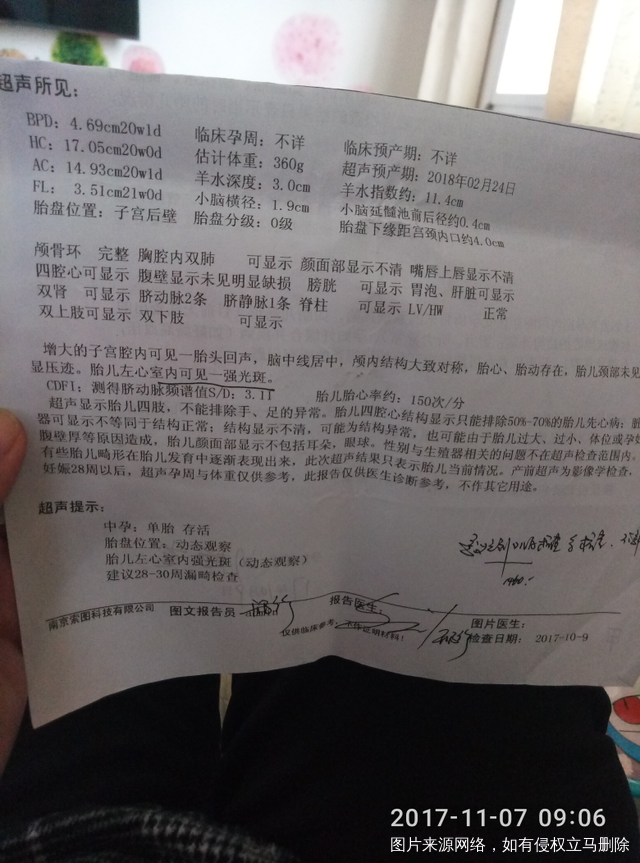 超声所见：
BPD：4.69cm20w1d 临床孕周：不详 临床预产期：不详
HC：17.05cm20w0d 估计体重：360g 超声预产期：2018年02月24日
AC：14.93cm20w1d 羊水深度：3.0cm 羊水指数约：11.4cm
FL：3.51cm21w0d 小脑横径：1.9cm 小脑延髓池前后径约0.4cm
胎盘位置：子宫后壁 胎盘分级：0级 胎盘下缘距宫颈内口约4.0cm
颅骨环 完整 胸腔内双肺 可显示 颜面部显示不清 嘴唇上唇显示不清
四腔心可显示 腹壁显示未见明显缺损 膀胱 可显示 胃泡、肝脏可显示
双肾 可显示 脐动脉2条 脐静脉1条 脊柱 可显示 LV/HW 正常
双上肢可显示 双下肢 可显示
增大的子宫腔内可见一胎头回声，脑中线居中，颅内结构大致对称，胎心、胎动存在，胎儿颈部未见
显压迹。胎儿左心室内可见一强光斑。
CDFI：测得脐动脉频谱值S/D：3.11 胎儿胎心率约：150次/分
超声显示胎儿四肢，不能排除手、足的异常。胎儿四腔心结构显示只能排除50%-70%的胎儿先心病；脏
器可显示不等同于结构正常；结构显示不清，可能为结构异常，也可能由于胎儿过大、过小、体位或孕妇
腹壁厚等原因造成，胎儿颜面部显示不包括耳朵，眼球。性别与生殖器相关的问题不在超声检查范围内。
有些胎儿畸形在胎儿发育中逐渐表现出来，此次超声结果只表示胎儿当前情况。产前超声为影像学检查，
妊娠28周以后，超声孕周与体重仅供参考，此报告仅供医生诊断参考，不作其它用途。
超声提示：
中孕：单胎 存活
胎盘位置：动态观察
胎儿左心室内强光斑（动态观察）
建议28-30周漏畸检查
南京索图科技有限公司 图文报告员 报告医生： 图片医生：
仅供临床参考，不作证明材料！ 检查日期： 2017-10-9
2017-11-07 09:06
图片来源网络，如有侵权立马删除